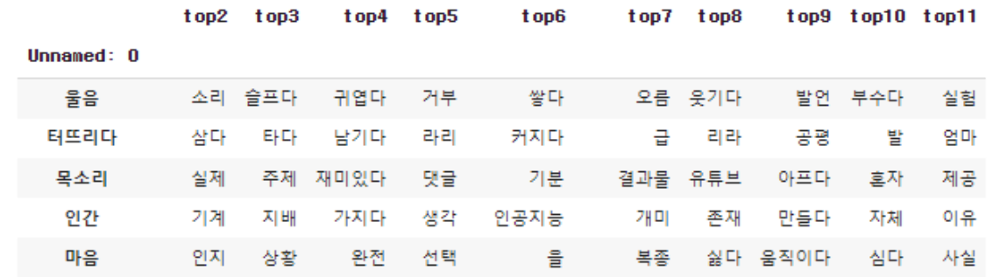 top2 top3 top4 top5 top6 top7 top8 top9 top10 top11
Unnamed: 0
울음 소리 슬프다 귀엽다 거부 쌓다 오름 웃기다 발언 부수다 실험
터뜨리다 삼다 타다 남기다 라리 커지다 급 리라 공평 발 엄마
목소리 실제 주제 재미있다 댓글 기분 결과물 유튜브 아프다 혼자 제공
인간 기계 지배 가지다 생각 인공지능 개미 존재 만들다 자체 이유
마음 인지 상황 완전 선택 을 복종 싫다 움직이다 심다 사실